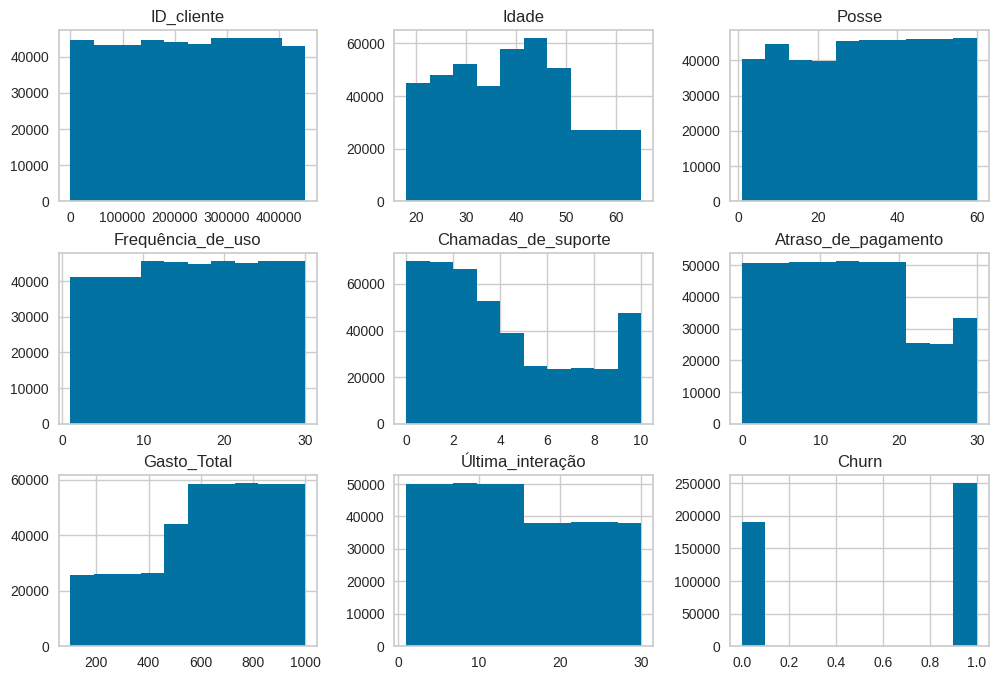 ID_cliente
40000
30000
20000
10000
0
0 100000 200000 300000 400000
Idade
60000
40000
20000
0
20 30 40 50 60
Posse
40000
30000
20000
10000
0
0 20 40 60
Frequência_de_uso
40000
30000
20000
10000
0
0 10 20 30
Chamadas_de_suporte
60000
40000
20000
0
0 2 4 6 8 10
Atraso_de_pagamento
50000
40000
30000
20000
10000
0
0 10 20 30
Gasto_Total
60000
40000
20000
0
200 400 600 800 1000
Última_interação
50000
40000
30000
20000
10000
0
0 10 20 30
Churn
250000
200000
150000
100000
50000
0
0.0 0.2 0.4 0.6 0.8 1.0